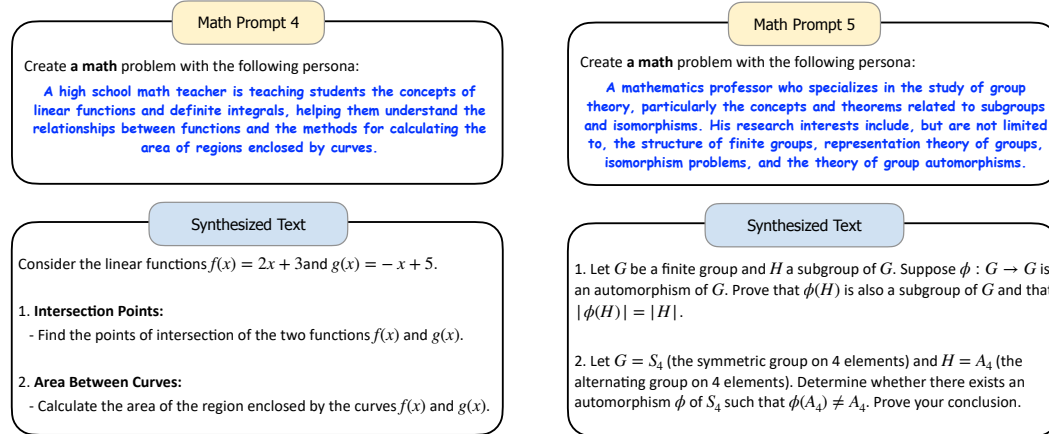 Math Prompt 4
Create a math problem with the following persona:
A high school math teacher is teaching students the concepts of
linear functions and definite integrals, helping them understand the
relationships between functions and the methods for calculating the
area of regions enclosed by curves.
Synthesized Text
Consider the linear functions f(x) = 2x + 3and g(x) = − x + 5.
1. Intersection Points:
- Find the points of intersection of the two functions f(x) and g(x).
2. Area Between Curves:
- Calculate the area of the region enclosed by the curves f(x) and g(x).
Math Prompt 5
Create a math problem with the following persona:
A mathematics professor who specializes in the study of group
theory, particularly the concepts and theorems related to subgroups
and isomorphisms. His research interests include, but are not limited
to, the structure of finite groups, representation theory of groups,
isomorphism problems, and the theory of group automorphisms.
Synthesized Text
1. Let G be a finite group and H a subgroup of G. Suppose ϕ : G → G is
an automorphism of G. Prove that ϕ(H) is also a subgroup of G and that
|ϕ(H)| = |H|.
2. Let G = S₄ (the symmetric group on 4 elements) and H = A₄ (the
alternating group on 4 elements). Determine whether there exists an
automorphism ϕ of S₄ such that ϕ(A₄) ≠ A₄. Prove your conclusion.